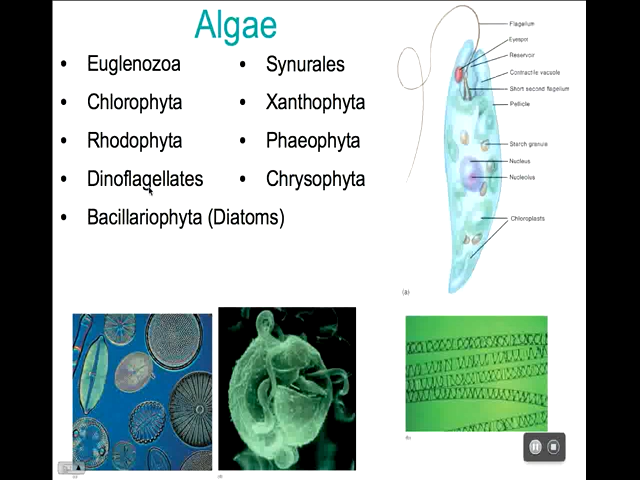 Algae
• Euglenozoa
• Chlorophyta
• Rhodophyta
• Dinoflagellates
• Bacillariophyta (Diatoms)
• Synurales
• Xanthophyta
• Phaeophyta
• Chrysophyta
Flagellum
Eyespot
Reservoir
Contractile vacuole
Short second flagellum
Pellicle
Starch granule
Nucleus
Nucleolus
Chloroplasts
(a)